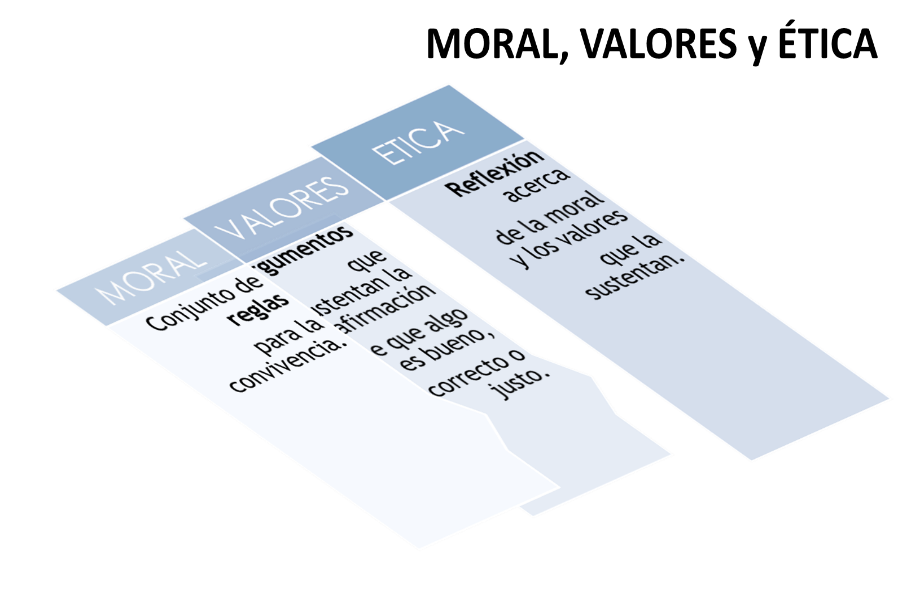 MORAL, VALORES y ÉTICA
MORAL
Conjunto de
reglas
para la
convivencia.
VALORES
gumentos
que
stentan la
afirmación
e que algo
es bueno,
correcto o
justo.
ETICA
Reflexión
acerca
de la moral
y los valores
que la
sustentan.